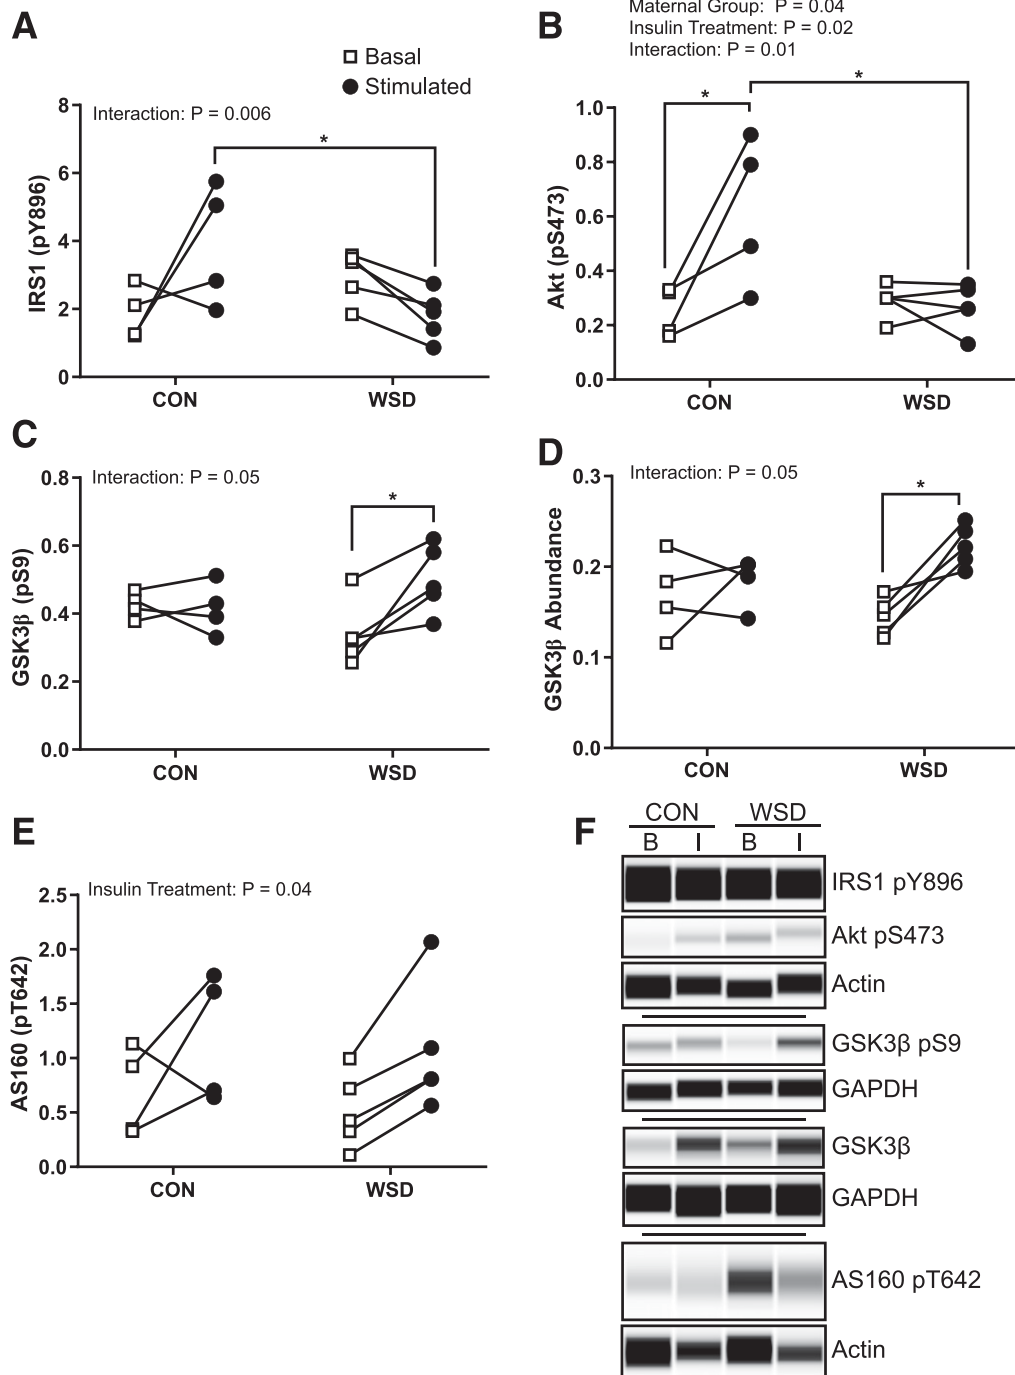 A
Basal
Stimulated
Interaction: P = 0.006
*
IRS1 (pY896)
8
6
4
2
0
CON
WSD
B
Maternal Group: P = 0.04
Insulin Treatment: P = 0.02
Interaction: P = 0.01
*
*
Akt (pS473)
1.0
0.8
0.6
0.4
0.2
0.0
CON
WSD
C
Interaction: P = 0.05
*
GSK3β (pS9)
0.8
0.6
0.4
0.2
0.0
CON
WSD
D
Interaction: P = 0.05
*
GSK3β Abundance
0.3
0.2
0.1
0.0
CON
WSD
E
Insulin Treatment: P = 0.04
AS160 (pT642)
2.5
2.0
1.5
1.0
0.5
0.0
CON
WSD
F
CON WSD
B I B I
IRS1 pY896
Akt pS473
Actin
GSK3β pS9
GAPDH
GSK3β
GAPDH
AS160 pT642
Actin